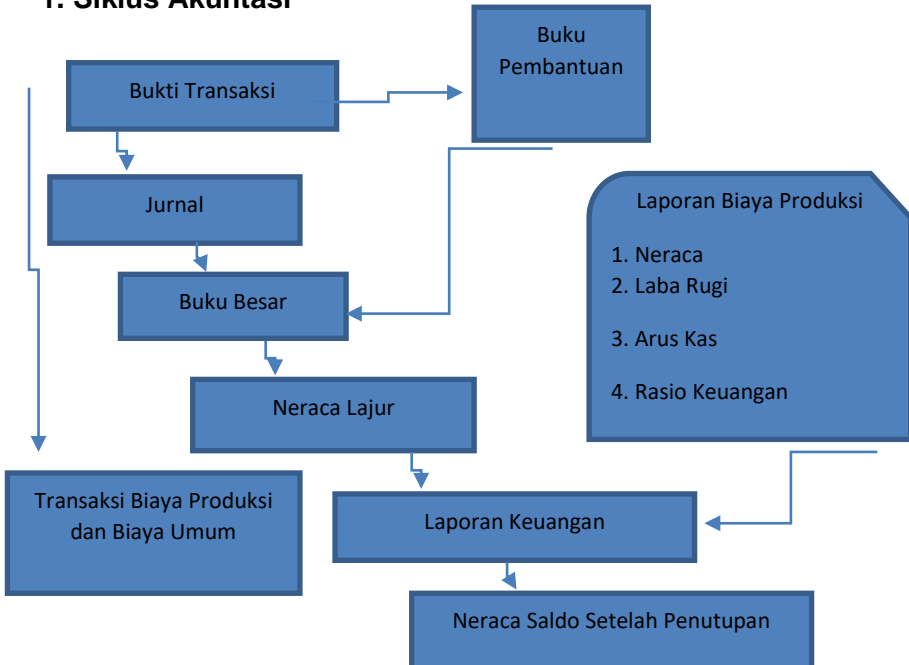 1. Siklus Akuntasi
Buku
Pembantuan
Bukti Transaksi
Jurnal
Laporan Biaya Produksi
1. Neraca
2. Laba Rugi
3. Arus Kas
4. Rasio Keuangan
Buku Besar
Neraca Lajur
Transaksi Biaya Produksi
dan Biaya Umum
Laporan Keuangan
Neraca Saldo Setelah Penutupan